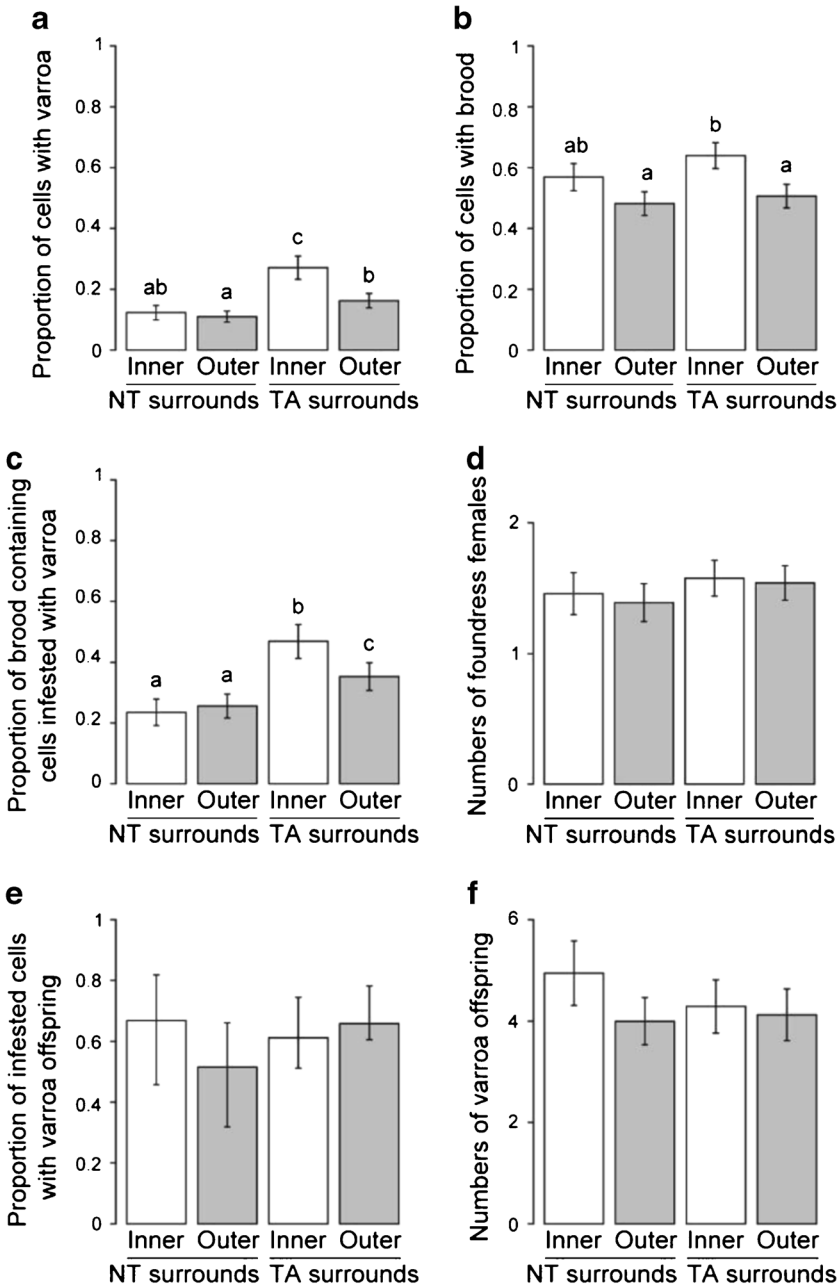 a
Proportion of cells with varroa
1
0.8
0.6
0.4
0.2
0
ab
a
c
b
Inner Outer Inner Outer
NT surrounds TA surrounds
b
Proportion of cells with brood
1
0.8
0.6
0.4
0.2
0
ab
a
b
a
Inner Outer Inner Outer
NT surrounds TA surrounds
c
Proportion of brood containing
cells infested with varroa
1
0.8
0.6
0.4
0.2
0
a
a
b
c
Inner Outer Inner Outer
NT surrounds TA surrounds
d
Numbers of foundress females
2
1
0
Inner Outer Inner Outer
NT surrounds TA surrounds
e
Proportion of infested cells
with varroa offspring
1
0.8
0.6
0.4
0.2
0
Inner Outer Inner Outer
NT surrounds TA surrounds
f
Numbers of varroa offspring
6
4
2
0
Inner Outer Inner Outer
NT surrounds TA surrounds